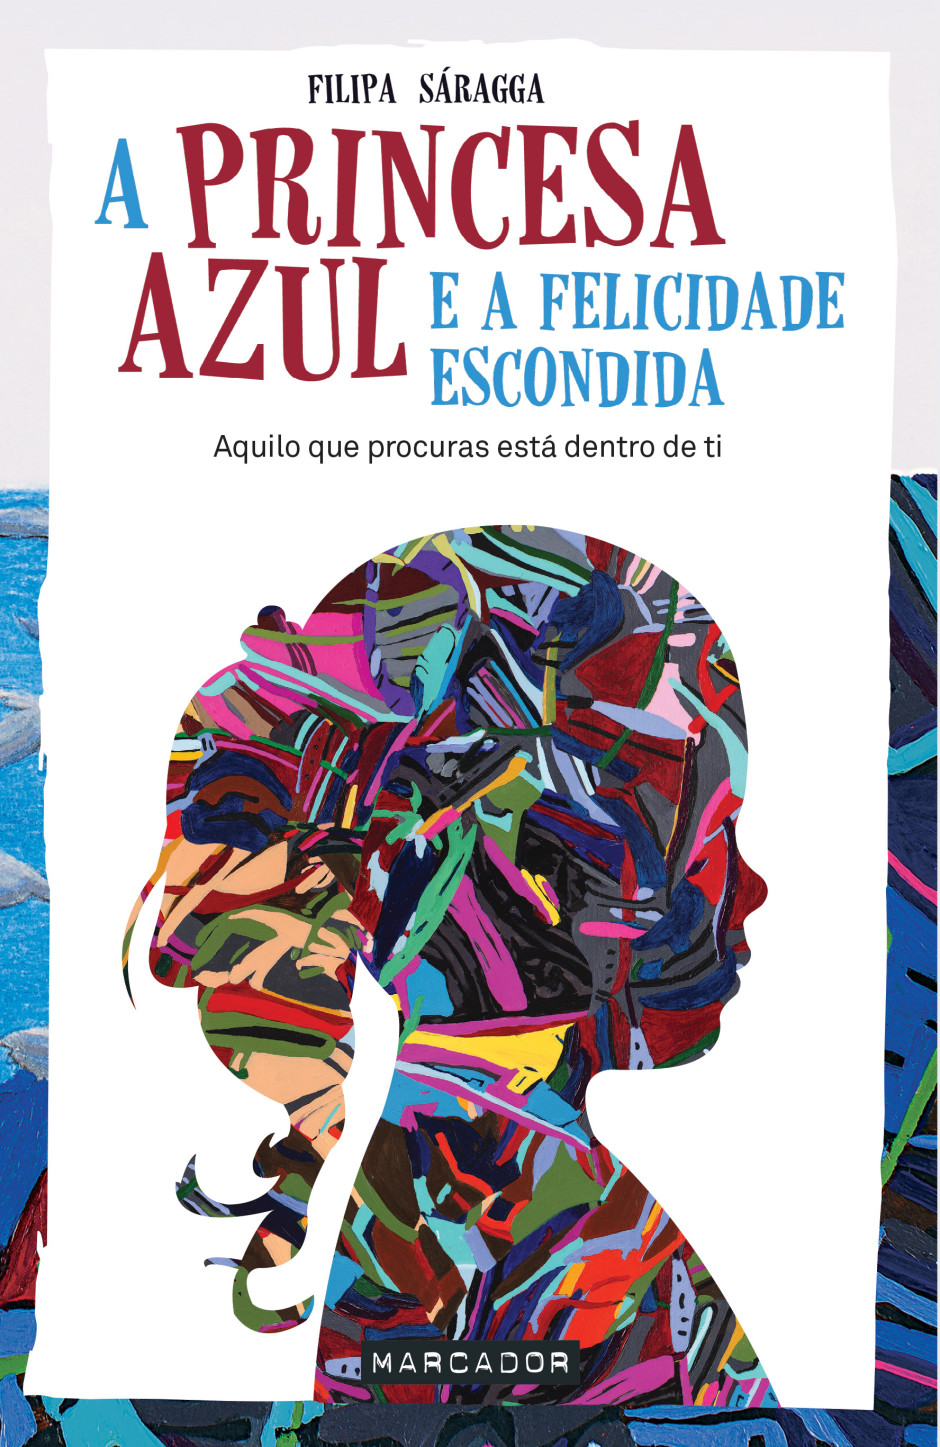 FILIPA SÁRAGGA
A PRINCESA
AZUL E A FELICIDADE
ESCONDIDA
Aquilo que procuras está dentro de ti
MARCADOR